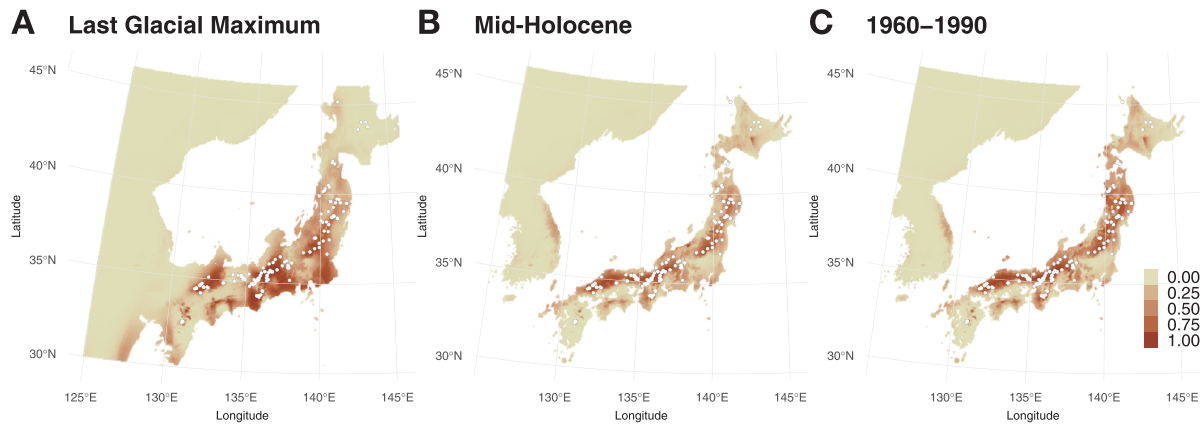 A Last Glacial Maximum
B Mid-Holocene
C 1960–1990
45°N
40°N
35°N
30°N
Latitude
125°E 130°E 135°E 140°E 145°E
Longitude
45°N
40°N
35°N
30°N
Latitude
130°E 135°E 140°E 145°E
Longitude
45°N
40°N
35°N
30°N
Latitude
130°E 135°E 140°E 145°E
Longitude
0.00
0.25
0.50
0.75
1.00